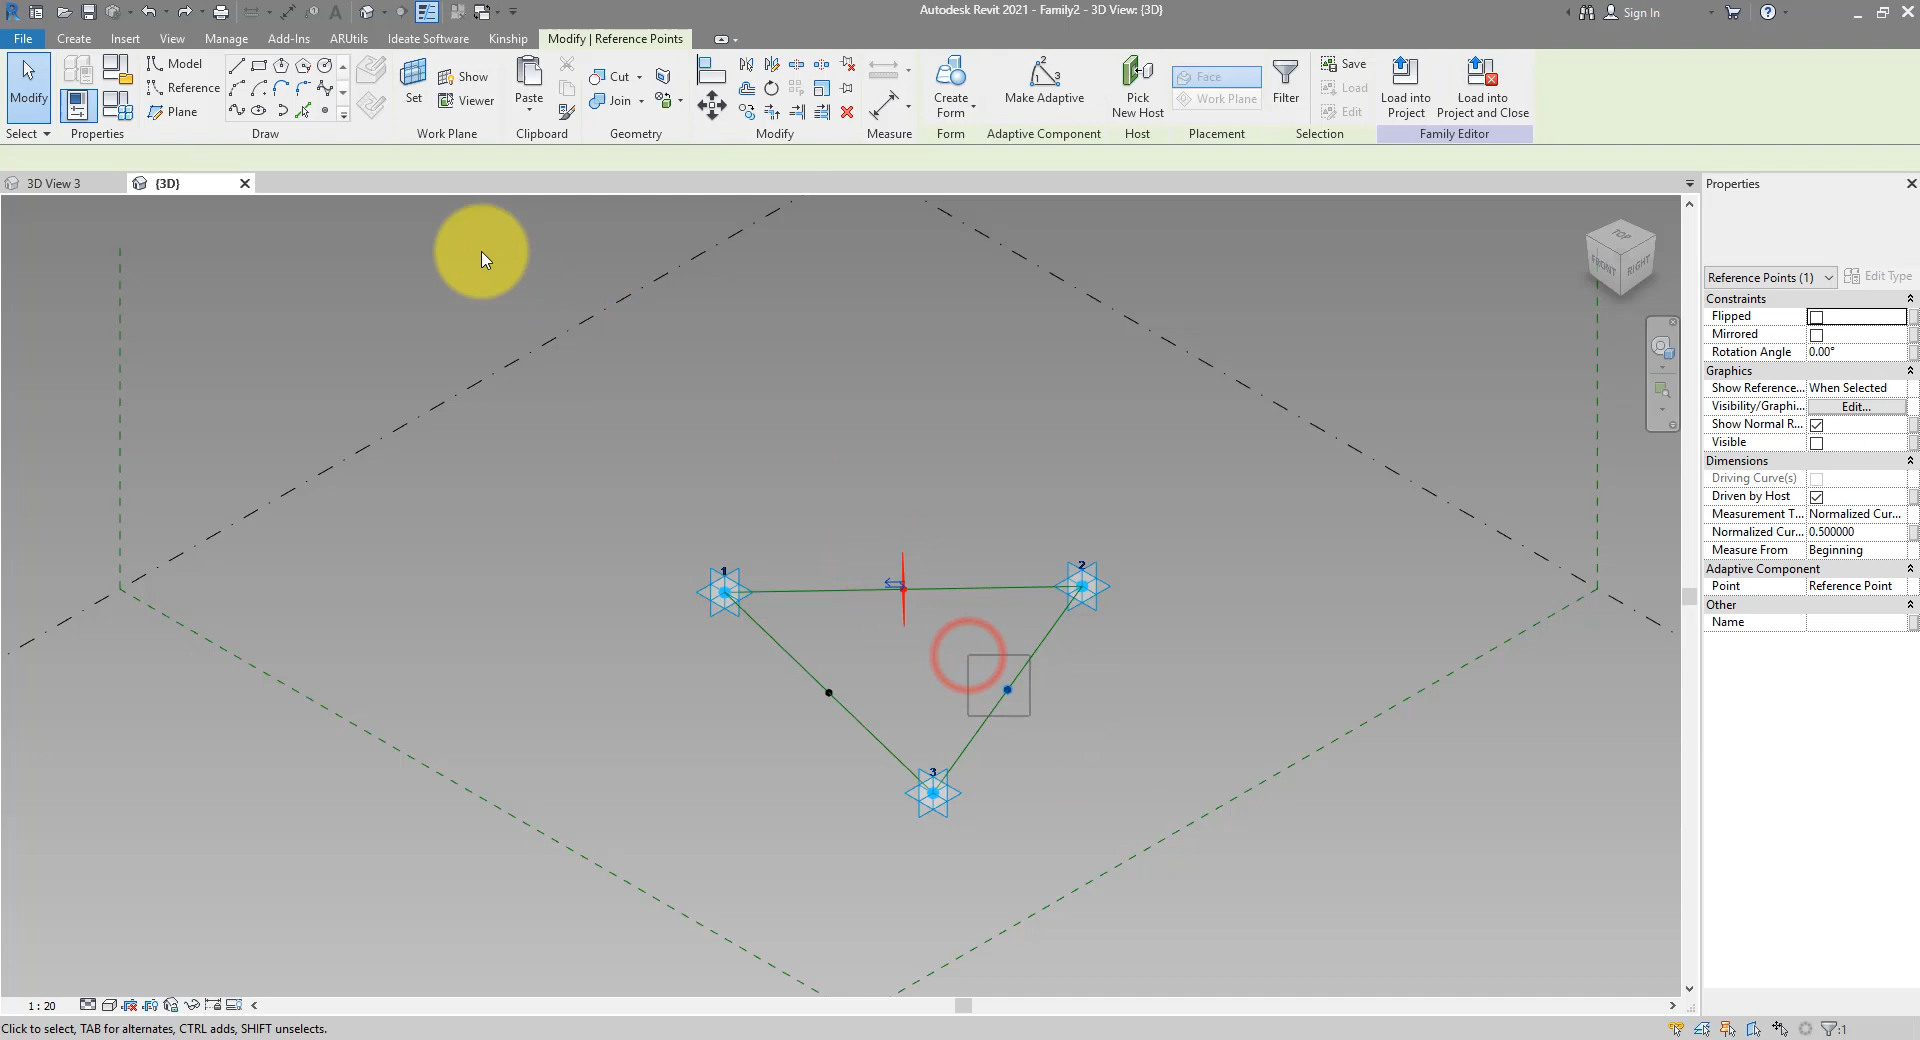 Autodesk Revit 2021 - Family2 - 3D View: {3D}
Sign In
File Create Insert View Manage Add-Ins ARUtils Ideate Software Kinship Modify | Reference Points
Modify
Select
Properties
Model
Reference
Plane
Draw
Set
Show
Viewer
Work Plane
Paste
Clipboard
Cut
Join
Geometry
Modify
Measure
Create
Form
Form
Make Adaptive
Adaptive Component
Pick
New Host
Host
Face
Work Plane
Placement
Filter
Save
Load
Edit
Selection
Load into
Project
Load into
Project and Close
Family Editor
3D View 3
{3D}
TOP
FRONT
RIGHT
1
2
3
Properties
Reference Points (1)
Edit Type
Constraints
Flipped
Mirrored
Rotation Angle 0.00°
Graphics
Show Reference... When Selected
Visibility/Graphi... Edit...
Show Normal R...
Visible
Dimensions
Driving Curve(s)
Driven by Host
Measurement T... Normalized Cur...
Normalized Cur... 0.500000
Measure From Beginning
Adaptive Component
Point Reference Point
Other
Name
1 : 20
Click to select, TAB for alternates, CTRL adds, SHIFT unselects.
:1